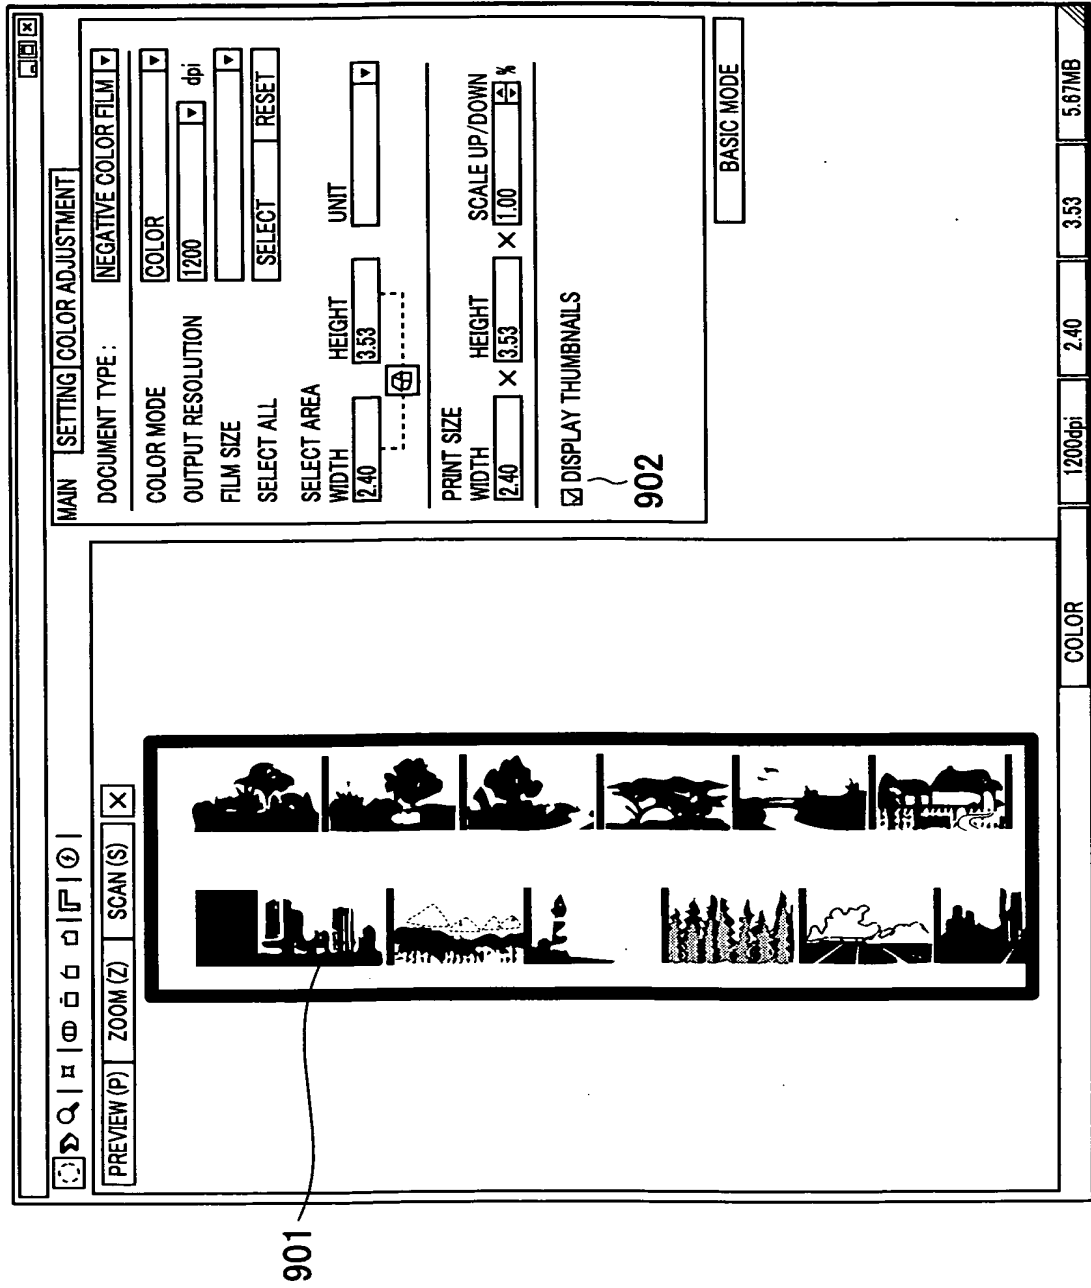 PREVIEW (P) ZOOM (Z) SCAN (S)
901
MAIN SETTING COLOR ADJUSTMENT
DOCUMENT TYPE : NEGATIVE COLOR FILM
COLOR MODE COLOR
OUTPUT RESOLUTION 1200 dpi
FILM SIZE
SELECT ALL SELECT RESET
SELECT AREA
WIDTH HEIGHT UNIT
2.40 3.53
PRINT SIZE
WIDTH HEIGHT SCALE UP/DOWN
2.40 × 3.53 × 1.00 %
DISPLAY THUMBNAILS
902
BASIC MODE
COLOR 1200dpi 2.40 3.53 5.67MB